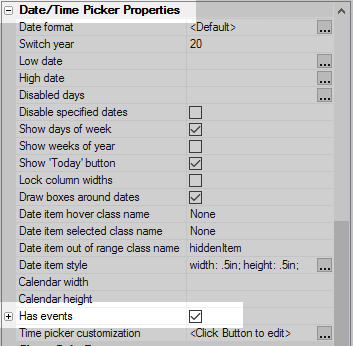 Date/Time Picker Properties
Date format <Default> ...
Switch year 20
Low date ...
High date ...
Disabled days ...
Disable specified dates
Show days of week
Show weeks of year
Show 'Today' button
Lock column widths
Draw boxes around dates
Date item hover class name None
Date item selected class name None
Date item out of range class name hiddenItem
Date item style width: .5in; height: .5in; ...
Calendar width
Calendar height
Has events
Time picker customization <Click Button to edit> ...